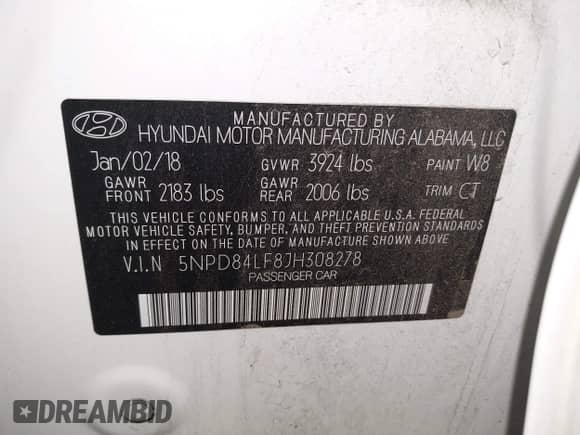 MANUFACTURED BY
HYUNDAI MOTOR MANUFACTURING ALABAMA, LLC
Jan/02/18 GVWR 3924 lbs PAINT W8
GAWR FRONT 2183 lbs GAWR REAR 2006 lbs TRIM CT
THIS VEHICLE CONFORMS TO ALL APPLICABLE U.S.A. FEDERAL
MOTOR VEHICLE SAFETY, BUMPER, AND THEFT PREVENTION STANDARDS
IN EFFECT ON THE DATE OF MANUFACTURE SHOWN ABOVE
V.I.N 5NPD84LF8JH308278
PASSENGER CAR
DREAMBID